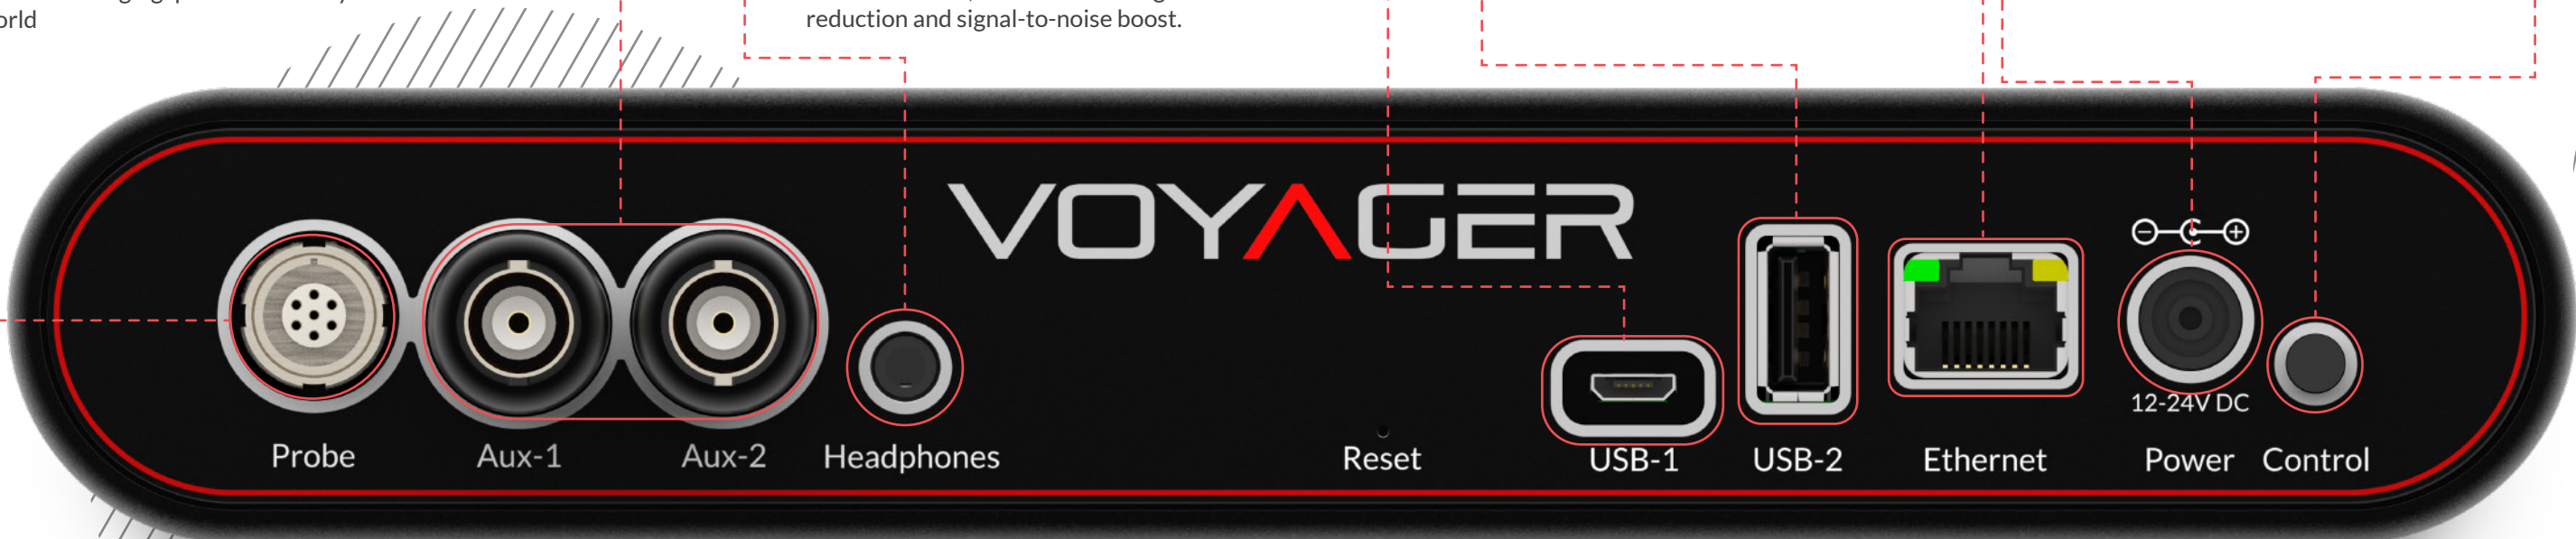 orld
reduction and signal-to-noise boost.
VOYAGER
12-24V DC
Probe Aux-1 Aux-2 Headphones Reset USB-1 USB-2 Ethernet Power Control